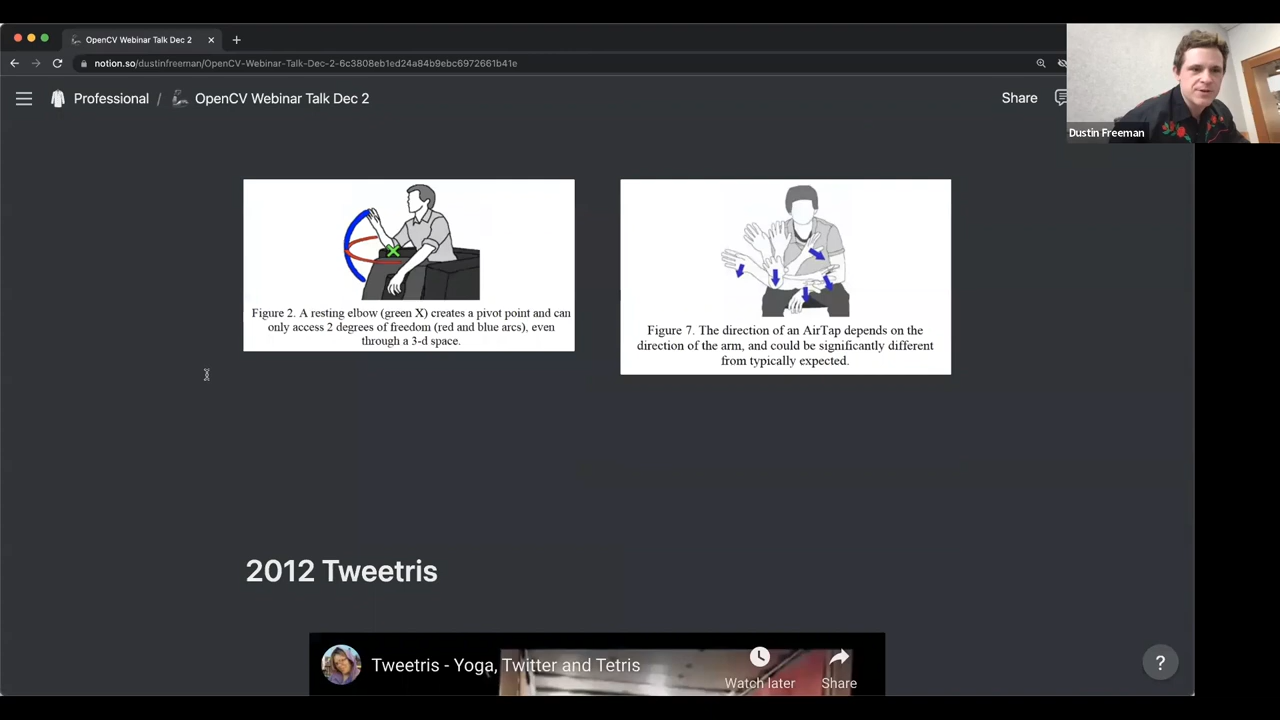 OpenCV Webinar Talk Dec 2
notion.so/dustinfreeman/OpenCV-Webinar-Talk-Dec-2-6c3808eb1ed24a84b9ebc6972661b41e
Professional / OpenCV Webinar Talk Dec 2
Share
Dustin Freeman
Figure 2. A resting elbow (green X) creates a pivot point and can
only access 2 degrees of freedom (red and blue arcs), even
through a 3-d space.
Figure 7. The direction of an AirTap depends on the
direction of the arm, and could be significantly different
from typically expected.
2012 Tweetris
Tweetris - Yoga, Twitter and Tetris
Watch later
Share
?